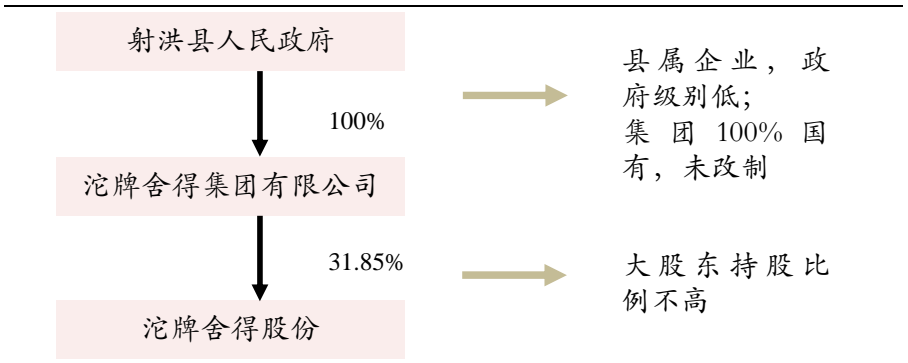 射洪县人民政府
100%
沱牌舍得集团有限公司
31.85%
沱牌舍得股份
县属企业，政
府级别低；
集团100%国
有，未改制
大股东持股比
例不高